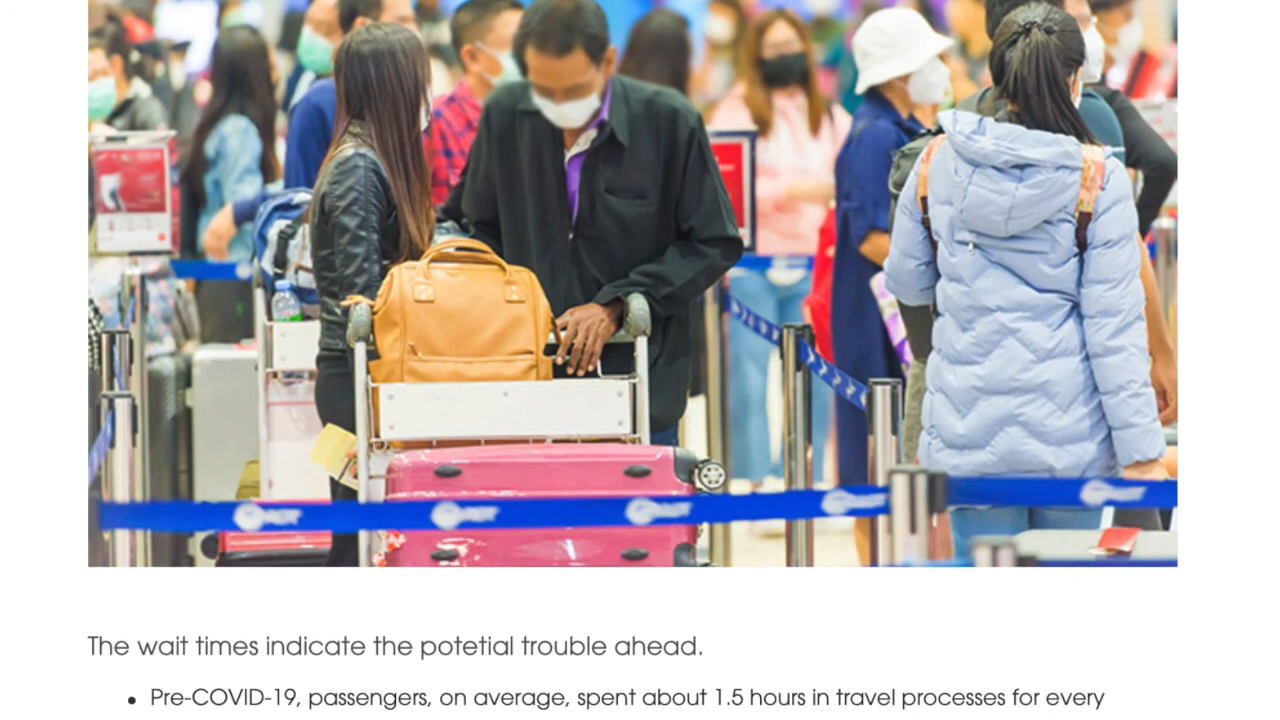 The wait times indicate the potetial trouble ahead.
• Pre-COVID-19, passengers, on average, spent about 1.5 hours in travel processes for every